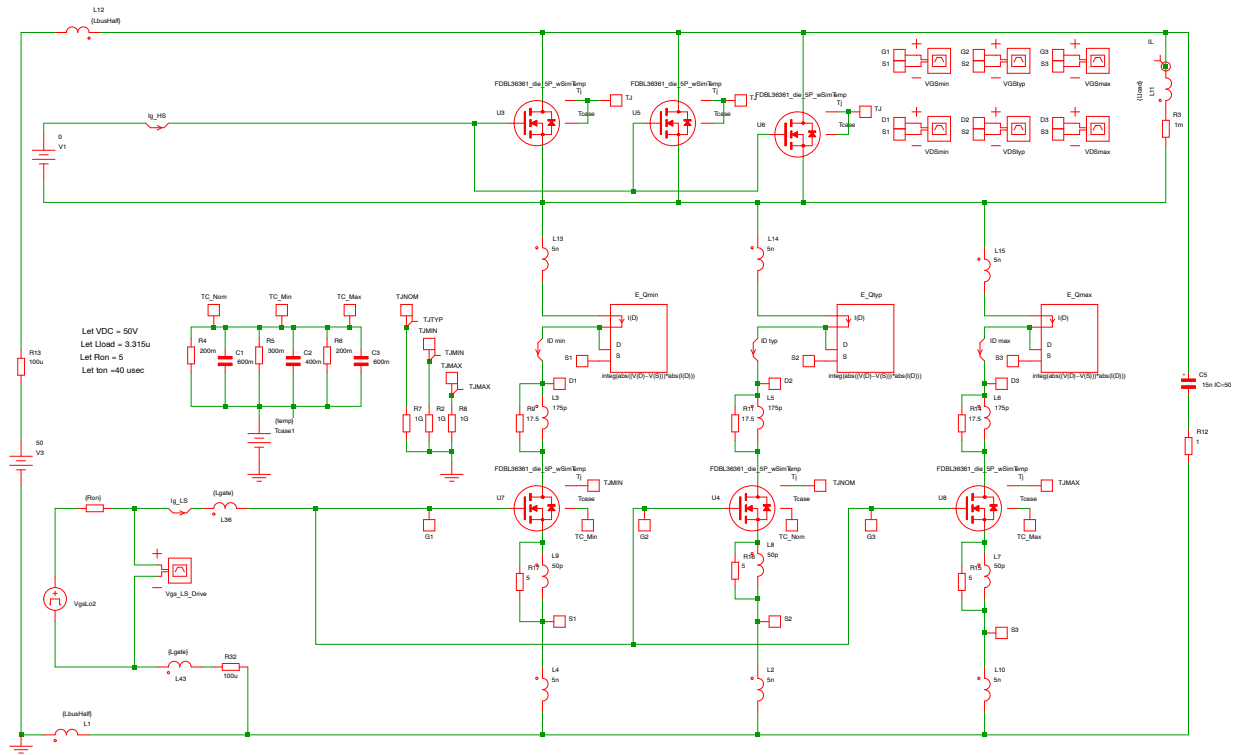 L12
{LbusHalf}
IL
{Lload}
L11
R3
1m
FDBL36361_die_5P_wSimTemp
Tj
TJ
Tcase
U3
FDBL36361_die_5P_wSimTemp
Tj
TJ
Tcase
U5
FDBL36361_die_5P_wSimTemp
Tj
TJ
Tcase
U6
G1
S1
VGSmin
G2
S2
VGStyp
G3
S3
VGSmax
D1
S1
VDSmin
D2
S2
VDStyp
D3
S3
VDSmax
0
V1
Ig_HS
L13
5n
L14
5n
L15
5n
E_Qmin
I(D)
D
S
integ(abs((V(D)-V(S)))*abs(I(D)))
E_Qtyp
I(D)
D
S
integ(abs((V(D)-V(S)))*abs(I(D)))
E_Qmax
I(D)
D
S
integ(abs((V(D)-V(S)))*abs(I(D)))
ID min
S1
ID typ
S2
ID max
S3
Let VDC = 50V
Let Lload = 3.315u
Let Ron = 5
Let ton =40 usec
TC_Nom
TC_Min
TC_Max
R4
200m
C1
600m
R5
300m
C2
400m
R6
200m
C3
600m
{temp}
Tcase1
TJNOM
TJTYP
TJMIN
TJMIN
TJMAX
TJMAX
R7
1G
R2
1G
R8
1G
R13
100u
50
V3
C5
15n IC=50
R12
1
D1
L3
175p
R9
17.5
D2
L5
175p
R11
17.5
D3
L6
175p
R14
17.5
FDBL36361_die_5P_wSimTemp
Tj
TJMIN
Tcase
U7
TC_Min
FDBL36361_die_5P_wSimTemp
Tj
TJNOM
Tcase
U4
TC_Nom
FDBL36361_die_5P_wSimTemp
Tj
TJMAX
Tcase
U8
TC_Max
{Ron}
Ig_LS
{Lgate}
L36
G1
G2
G3
Vgs_LS_Drive
VgsLo2
L9
50p
R17
5
L8
50p
R16
5
L7
50p
R15
5
S1
S2
S3
{Lgate}
L43
R32
100u
L4
5n
L2
5n
L10
5n
{LbusHalf}
L1